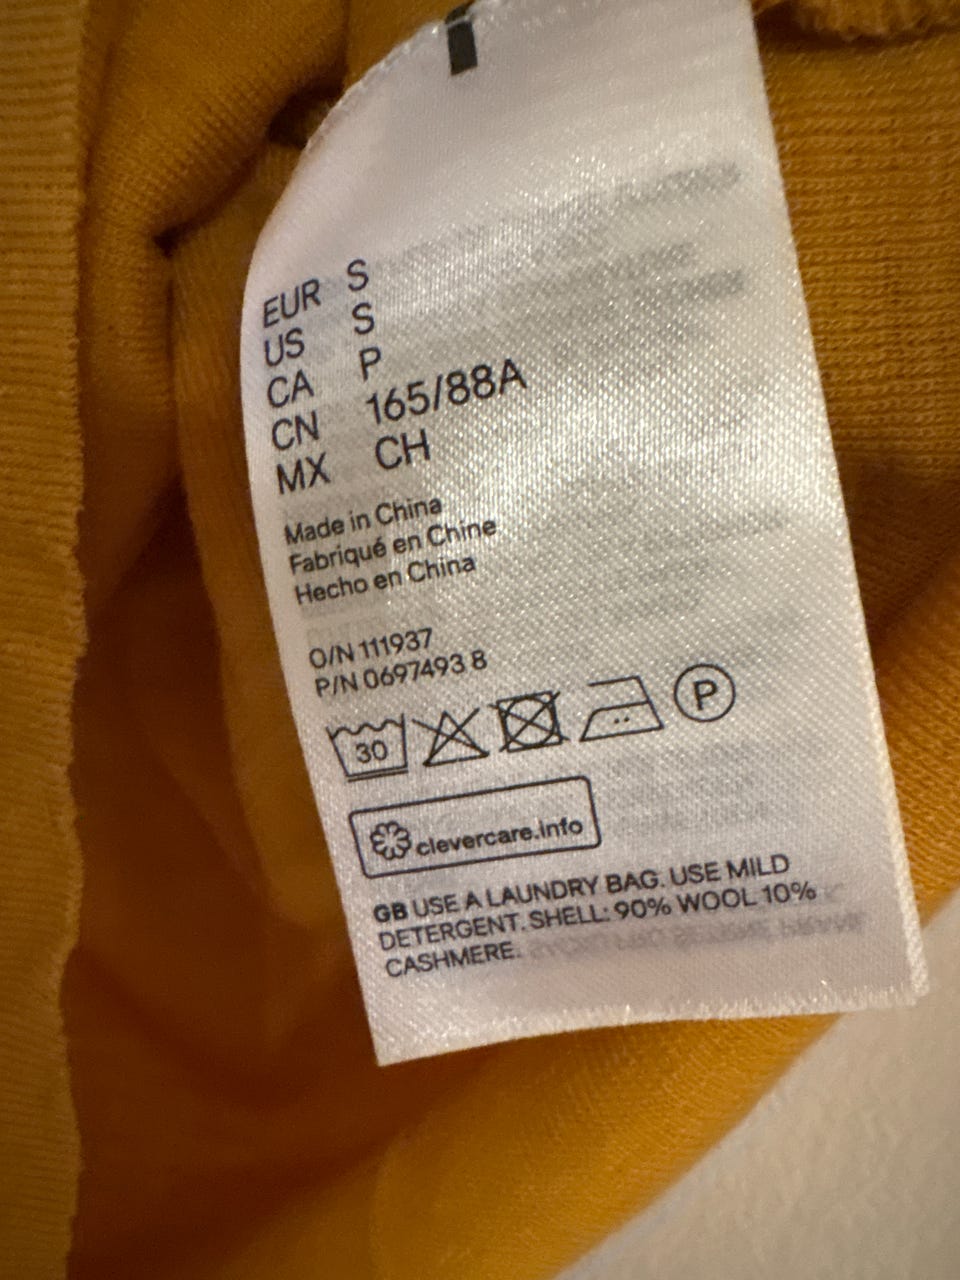 EUR S
US S
CA P
CN 165/88A
MX CH
Made in China
Fabriqué en Chine
Hecho en China
O/N 111937
P/N 0697493 8
30
P
clevercare.info
GB USE A LAUNDRY BAG. USE MILD
DETERGENT. SHELL: 90% WOOL 10%
CASHMERE.